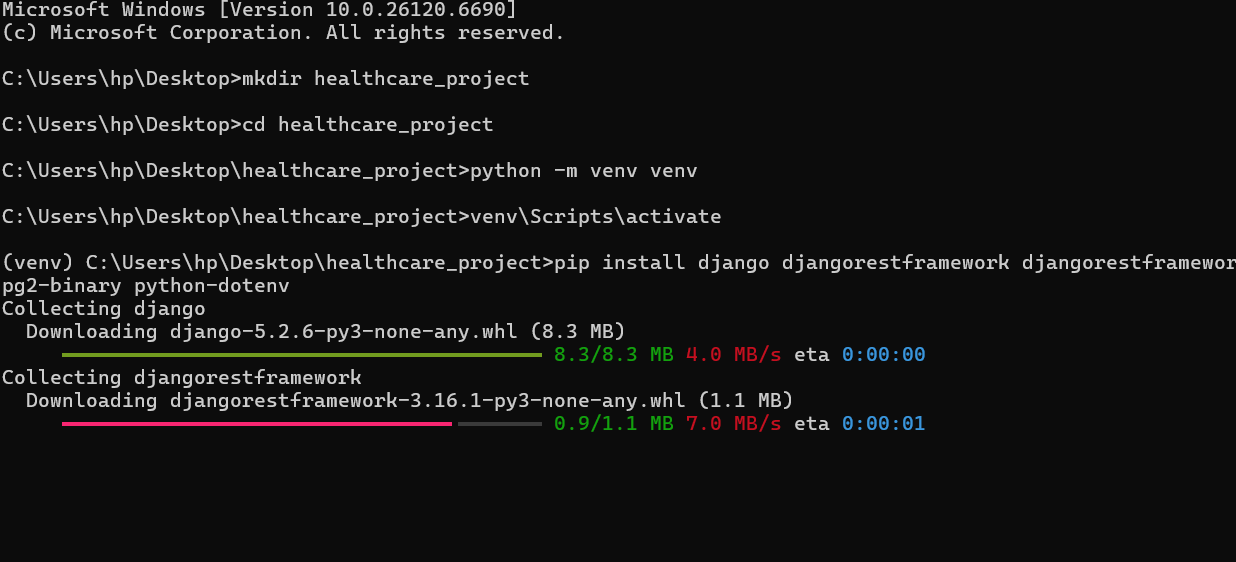 Microsoft Windows [Version 10.0.26120.6690]
(c) Microsoft Corporation. All rights reserved.
C:\Users\hp\Desktop>mkdir healthcare_project
C:\Users\hp\Desktop>cd healthcare_project
C:\Users\hp\Desktop\healthcare_project>python -m venv venv
C:\Users\hp\Desktop\healthcare_project>venv\Scripts\activate
(venv) C:\Users\hp\Desktop\healthcare_project>pip install django djangorestframework djangorestframewor
pg2-binary python-dotenv
Collecting django
Downloading django-5.2.6-py3-none-any.whl (8.3 MB)
8.3/8.3 MB 4.0 MB/s eta 0:00:00
Collecting djangorestframework
Downloading djangorestframework-3.16.1-py3-none-any.whl (1.1 MB)
0.9/1.1 MB 7.0 MB/s eta 0:00:01